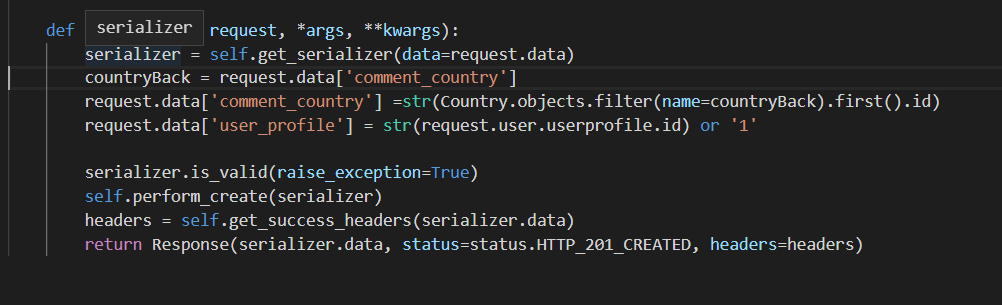 def serializer request, *args, **kwargs):
serializer = self.get_serializer(data=request.data)
countryBack = request.data['comment_country']
request.data['comment_country'] =str(Country.objects.filter(name=countryBack).first().id)
request.data['user_profile'] = str(request.user.userprofile.id) or '1'
serializer.is_valid(raise_exception=True)
self.perform_create(serializer)
headers = self.get_success_headers(serializer.data)
return Response(serializer.data, status=status.HTTP_201_CREATED, headers=headers)